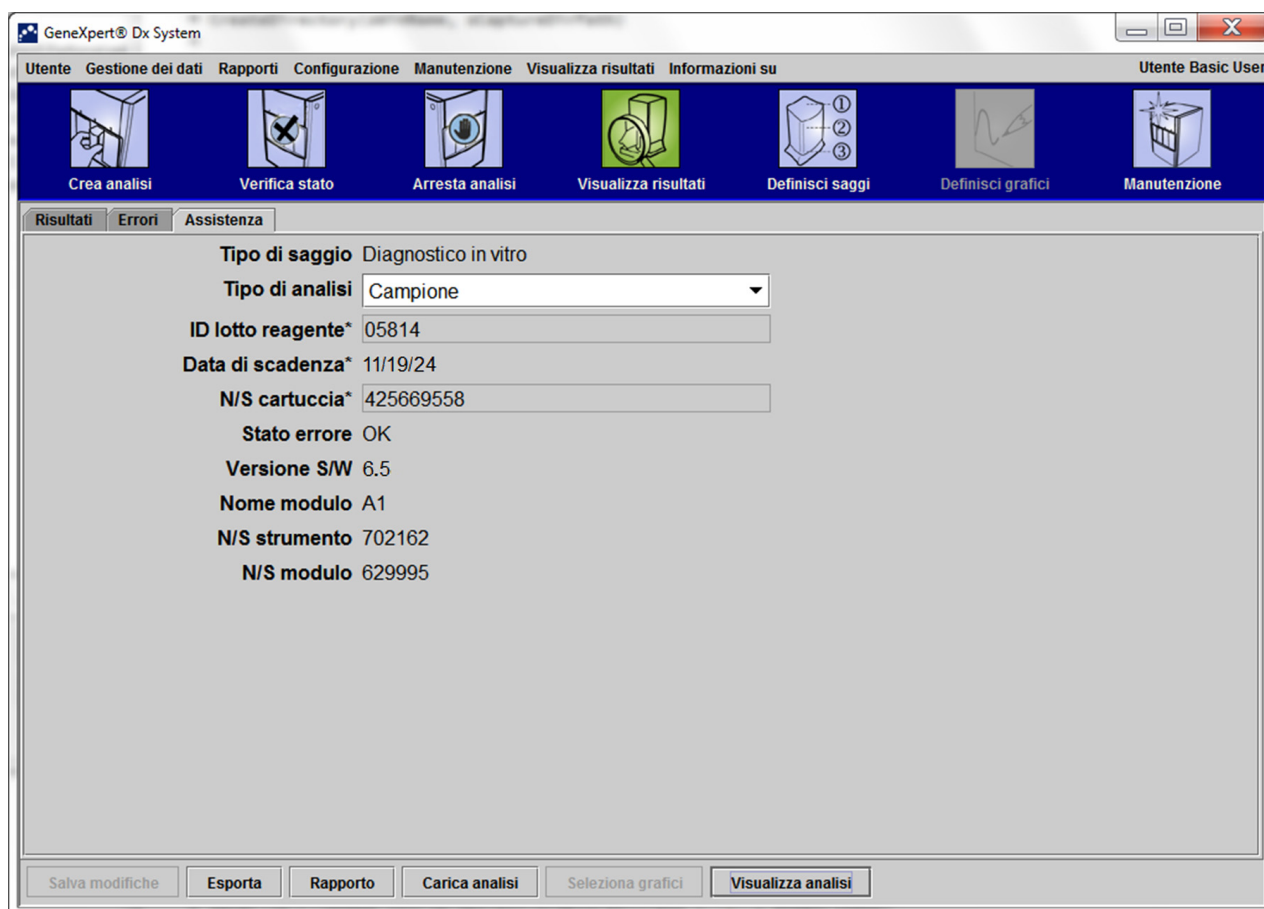 GeneXpert® Dx System
Utente Gestione dei dati Rapporti Configurazione Manutenzione Visualizza risultati Informazioni su Utente Basic User
① ② ③
Crea analisi Verifica stato Arresta analisi Visualizza risultati Definisci saggi Definisci grafici Manutenzione
Risultati Errori Assistenza
Tipo di saggio Diagnostico in vitro
Tipo di analisi Campione
ID lotto reagente* 05814
Data di scadenza* 11/19/24
N/S cartuccia* 425669558
Stato errore OK
Versione S/W 6.5
Nome modulo A1
N/S strumento 702162
N/S modulo 629995
Salva modifiche Esporta Rapporto Carica analisi Seleziona grafici Visualizza analisi